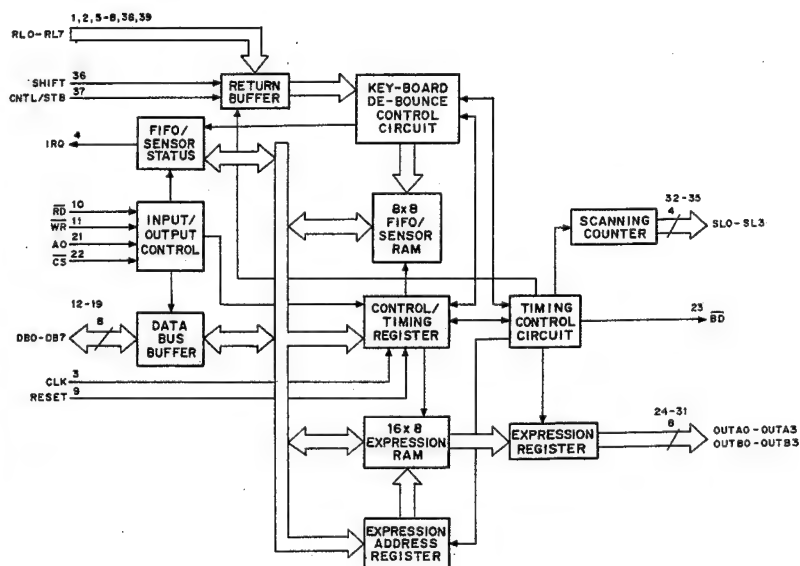 1,2,5-8,38,39
RL0-RL7
SHIFT 36
CNTL/STB 37
RETURN
BUFFER
KEY-BOARD
DE-BOUNCE
CONTROL
CIRCUIT
IRQ 4
FIFO/
SENSOR
STATUS
8x8
FIFO/
SENSOR RAM
32-35
4
SCANNING
COUNTER
SL0-SL3
RD 10
WR 11
A0 21
CS 22
INPUT/
OUTPUT
CONTROL
12-19
8
DB0-DB7
DATA
BUS
BUFFER
CONTROL/
TIMING
REGISTER
TIMING
CONTROL
CIRCUIT
23
BD
CLK 3
RESET 9
16x8
EXPRESSION
RAM
EXPRESSION
REGISTER
24-31
8
OUTA0-OUTA3
OUTB0-OUTB3
EXPRESSION
ADDRESS
REGISTER